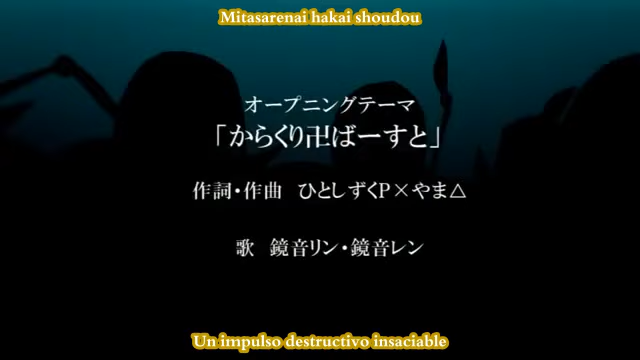 Mitasarenai hakai shoudou
オープニングテーマ
「からくり卍ばーすと」
作詞・作曲 ひとしずくP×やま△
歌 鏡音リン・鏡音レン
Un impulso destructivo insaciable